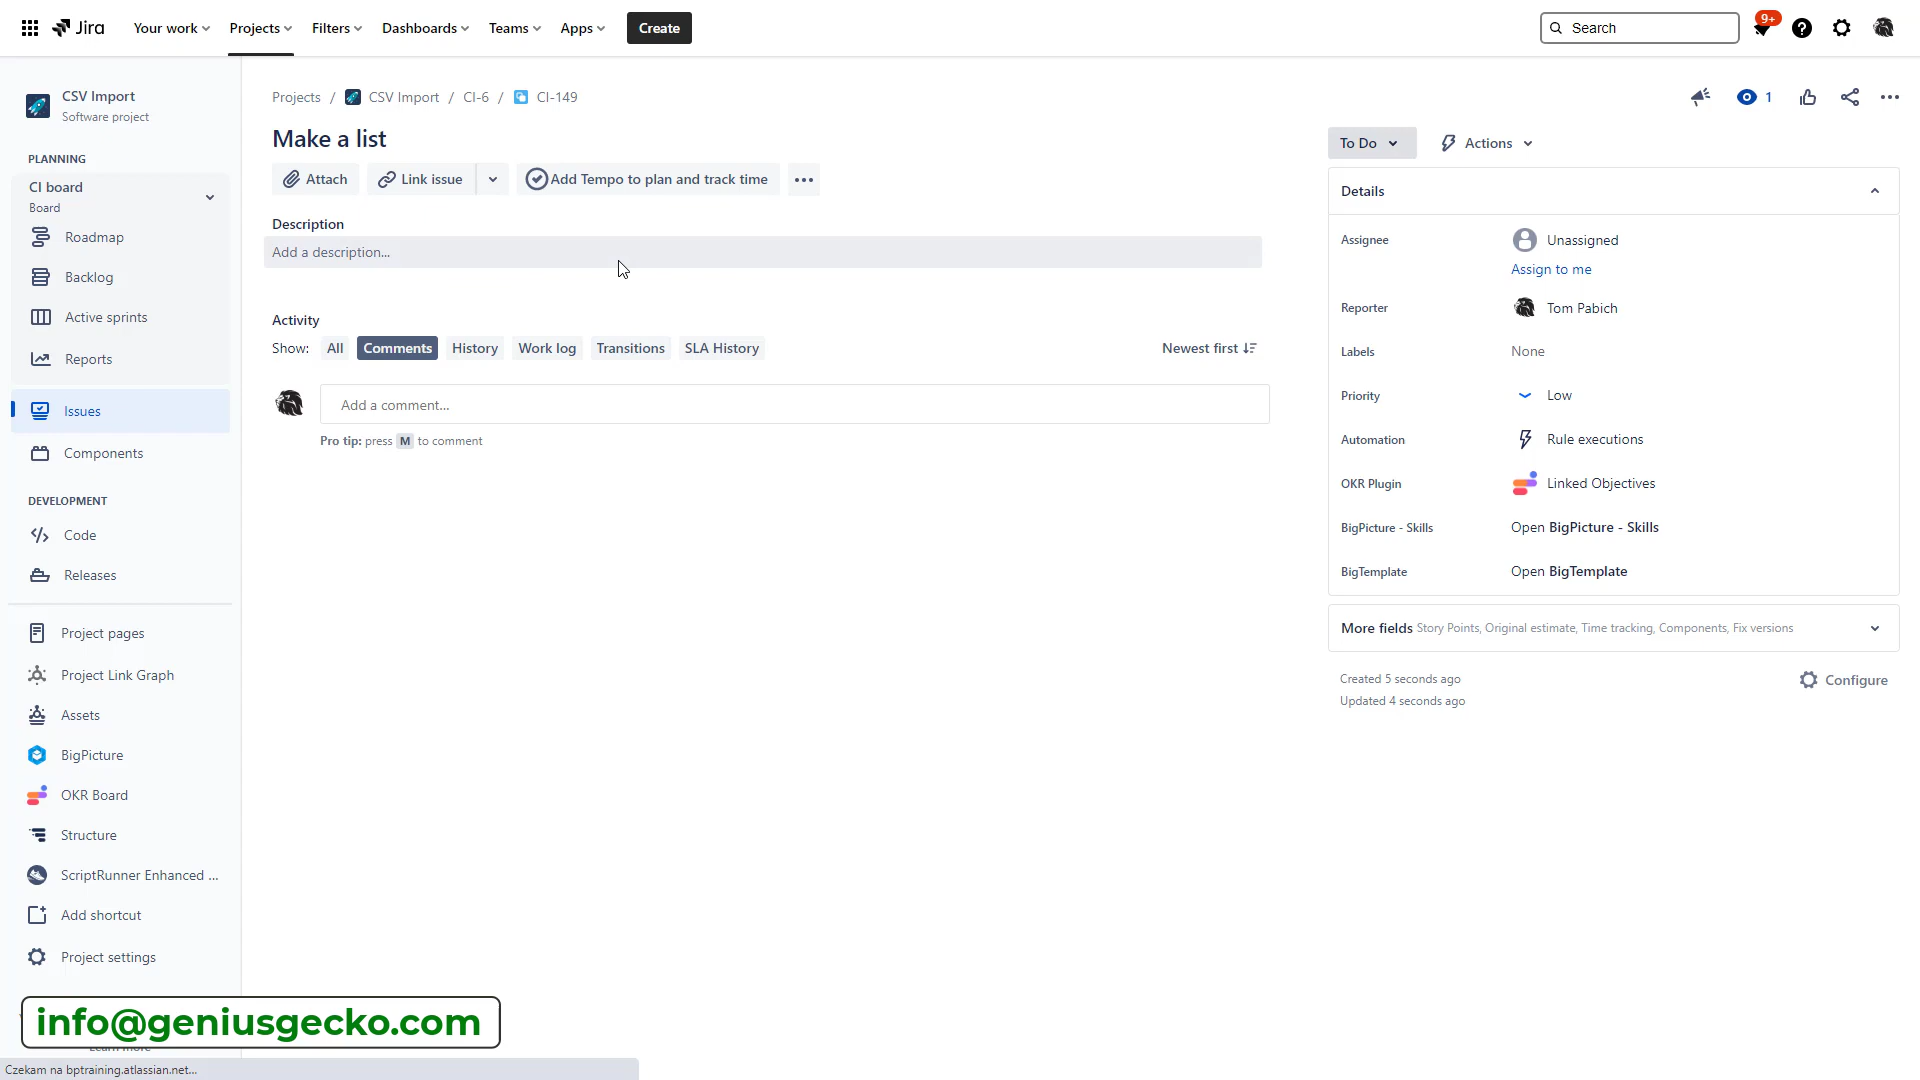 Jira
Your work
Projects
Filters
Dashboards
Teams
Apps
Create
Search
9+
CSV Import
Software project
PLANNING
CI board
Board
Roadmap
Backlog
Active sprints
Reports
Issues
Components
DEVELOPMENT
Code
Releases
Project pages
Project Link Graph
Assets
BigPicture
OKR Board
Structure
ScriptRunner Enhanced ...
Add shortcut
Project settings
Projects / CSV Import / CI-6 / CI-149
Make a list
Attach
Link issue
Add Tempo to plan and track time
Description
Add a description...
Activity
Show: All Comments History Work log Transitions SLA History
Newest first
Add a comment...
Pro tip: press M to comment
1
To Do
Actions
Details
Assignee
Unassigned
Assign to me
Reporter
Tom Pabich
Labels
None
Priority
Low
Automation
Rule executions
OKR Plugin
Linked Objectives
BigPicture - Skills
Open BigPicture - Skills
BigTemplate
Open BigTemplate
More fields Story Points, Original estimate, Time tracking, Components, Fix versions
Created 5 seconds ago
Updated 4 seconds ago
Configure
info@geniusgecko.com
Czekam na bptraining.atlassian.net...